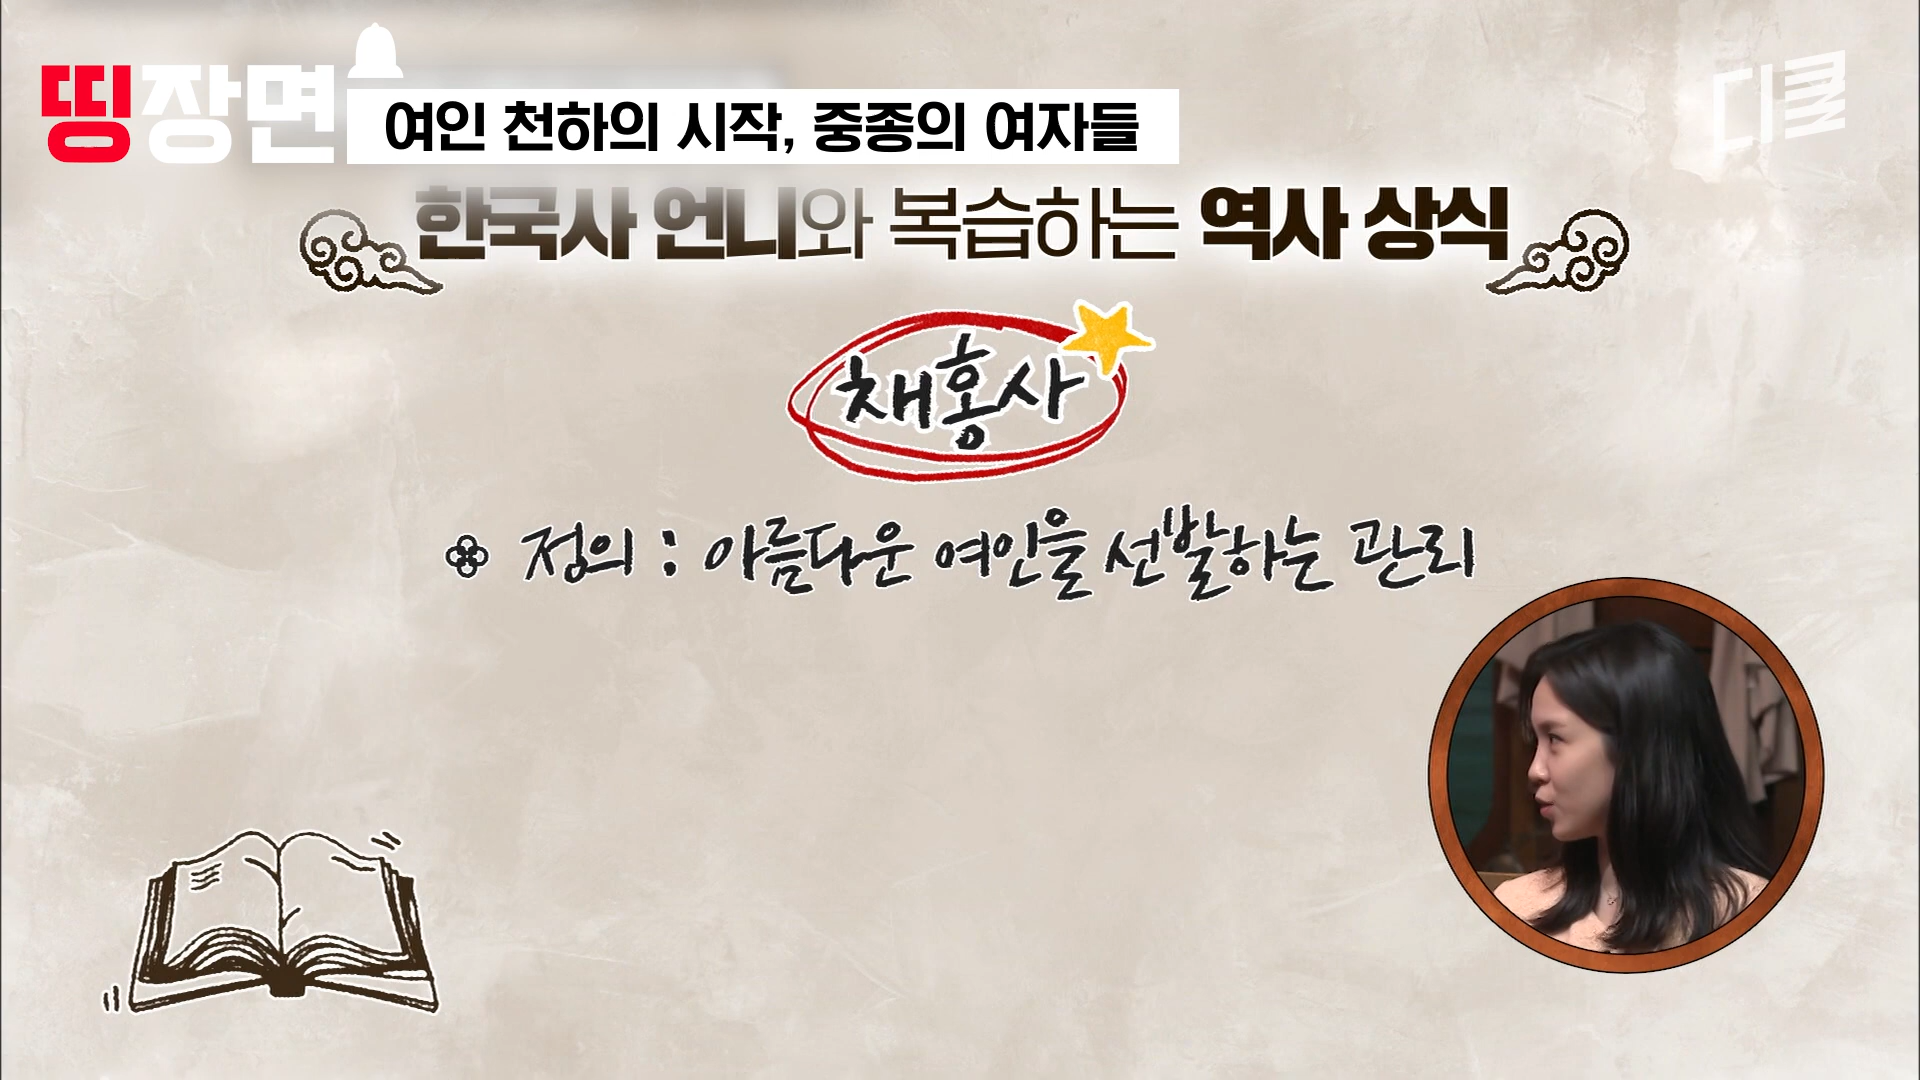 띵장면
여인 천하의 시작, 중종의 여자들
디클
한국사 언니와 복습하는 역사 상식
채홍사
정의 : 아름다운 여인을 선발하는 관리